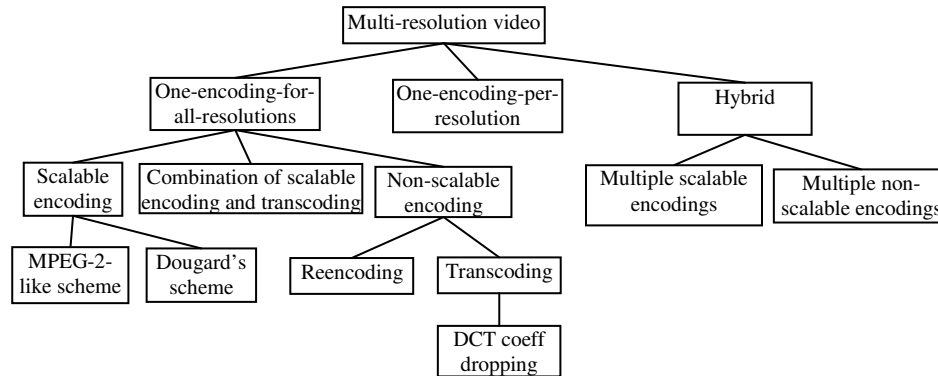 Multi-resolution video
One-encoding-for-
all-resolutions
One-encoding-per-
resolution
Hybrid
Scalable
encoding
Combination of scalable
encoding and transcoding
Non-scalable
encoding
Multiple scalable
encodings
Multiple non-
scalable encodings
MPEG-2-
like scheme
Dougard's
scheme
Reencoding
Transcoding
DCT coeff
dropping